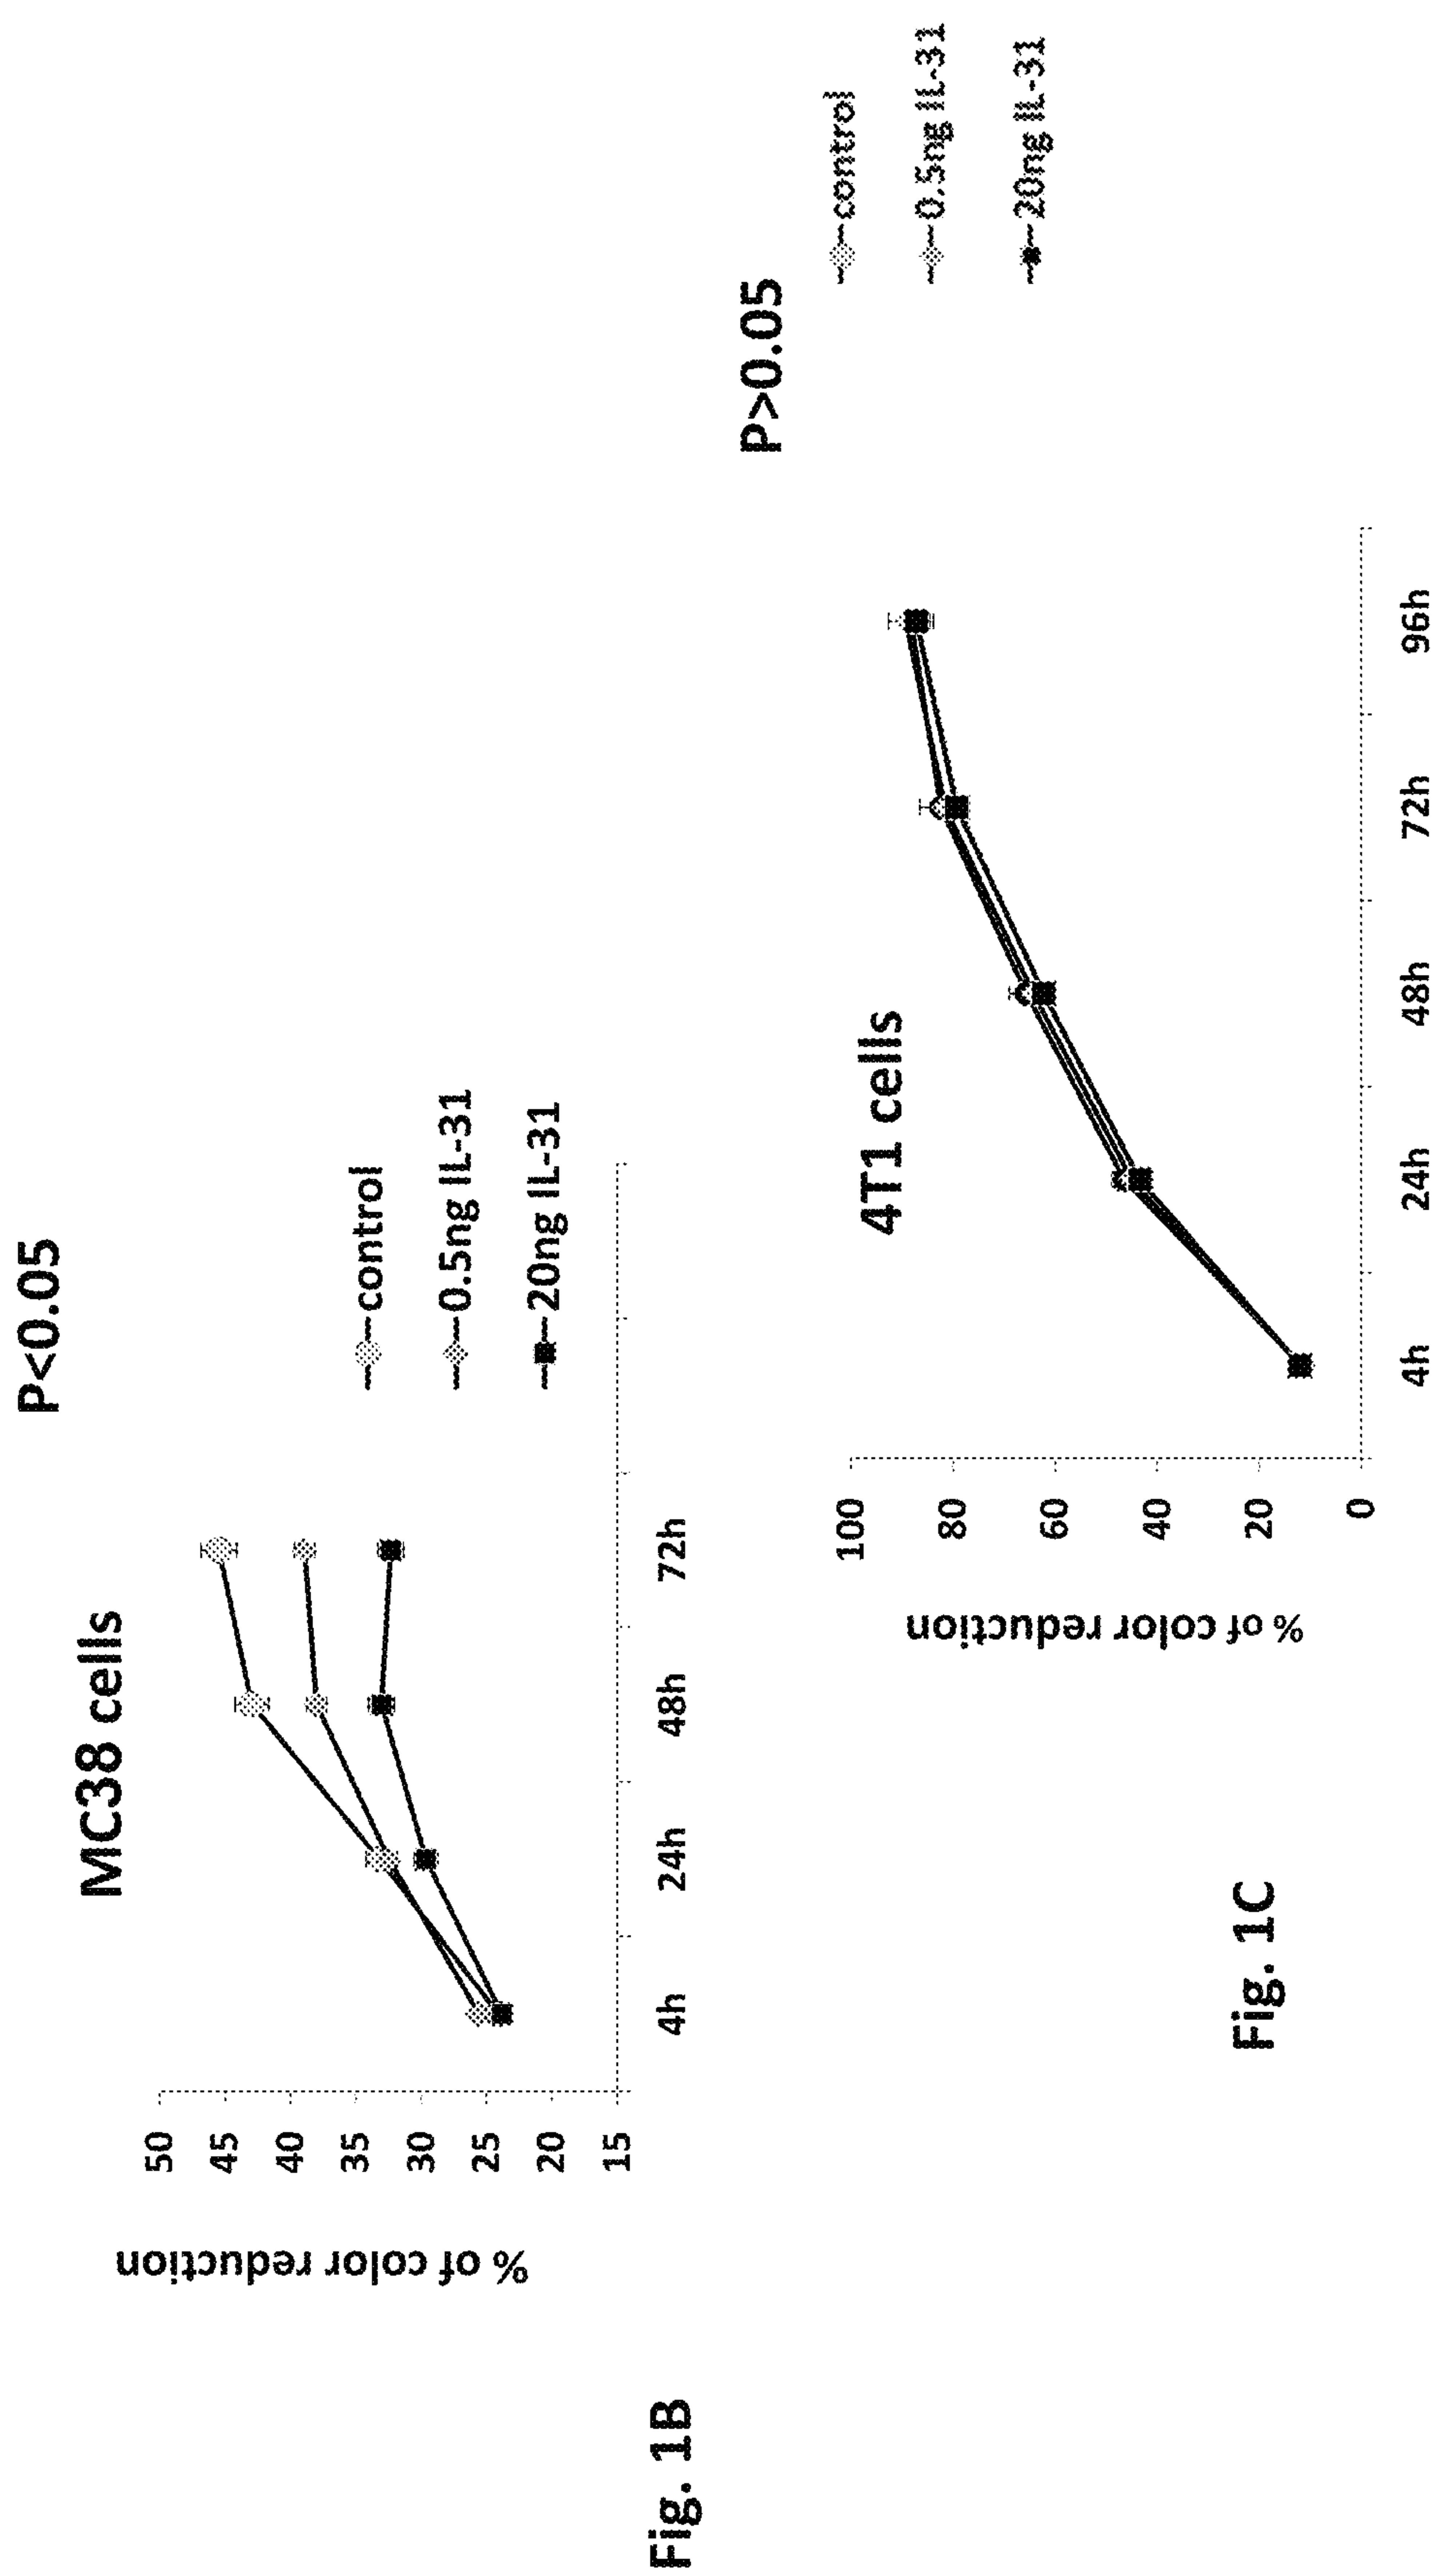 P<0.05
MC38 cells
% of color reduction
50
45
40
35
30
25
20
15
4h
24h
48h
72h
control
0.5ng IL-31
20ng IL-31
Fig. 1B
P>0.05
4T1 cells
% of color reduction
100
80
60
40
20
0
4h
24h
48h
72h
96h
control
0.5ng IL-31
20ng IL-31
Fig. 1C